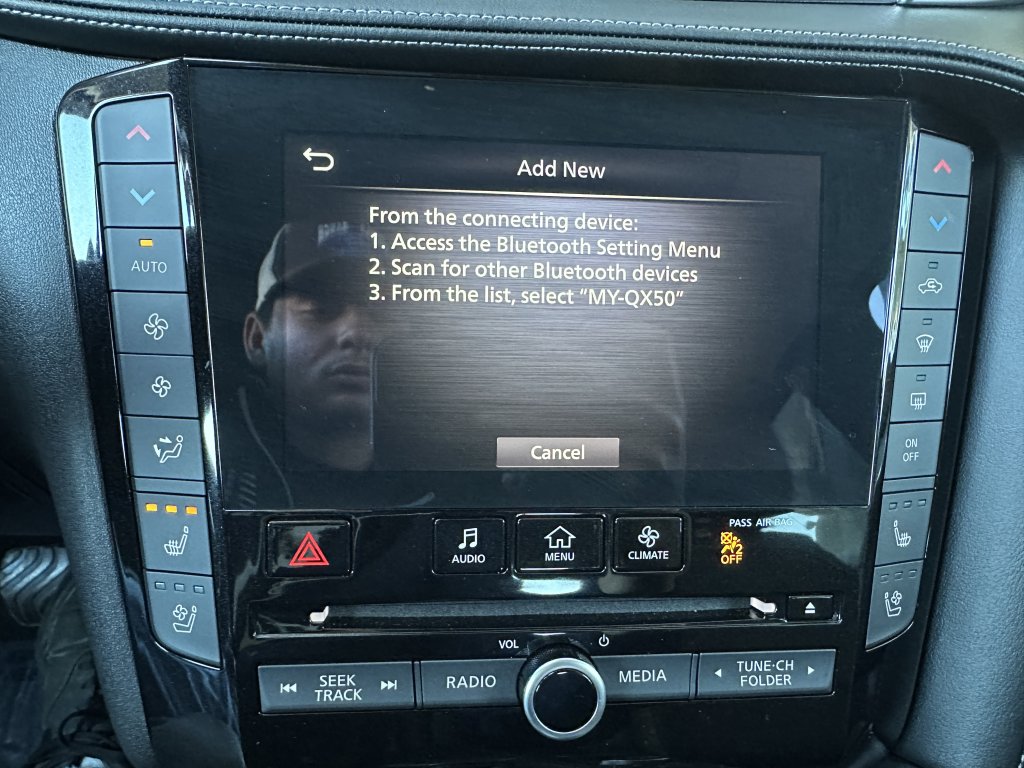 Add New
From the connecting device:
1. Access the Bluetooth Setting Menu
2. Scan for other Bluetooth devices
3. From the list, select “MY-QX50”
Cancel
AUTO
ON
OFF
AUDIO
MENU
CLIMATE
PASS AIR BAG
2
OFF
VOL
SEEK
TRACK
RADIO
MEDIA
TUNE·CH
FOLDER